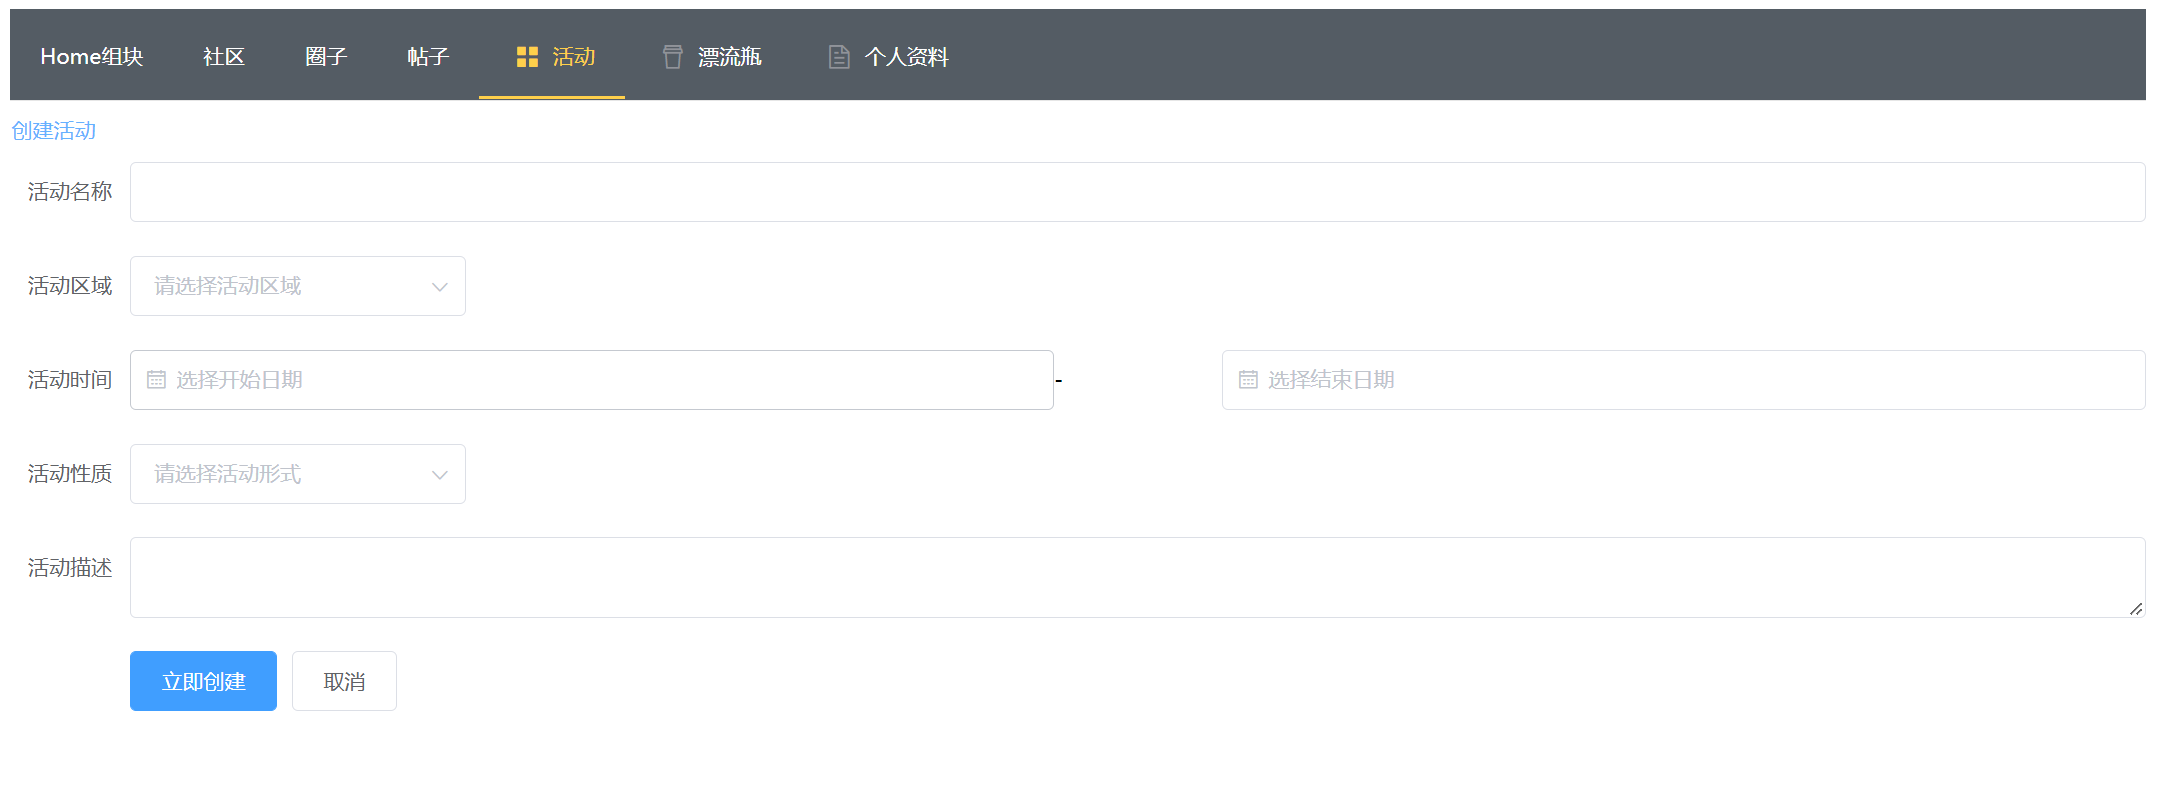 Home组块 社区 圈子 帖子 活动 漂流瓶 个人资料
创建活动
活动名称
活动区域 请选择活动区域
活动时间 选择开始日期 - 选择结束日期
活动性质 请选择活动形式
活动描述
立即创建 取消